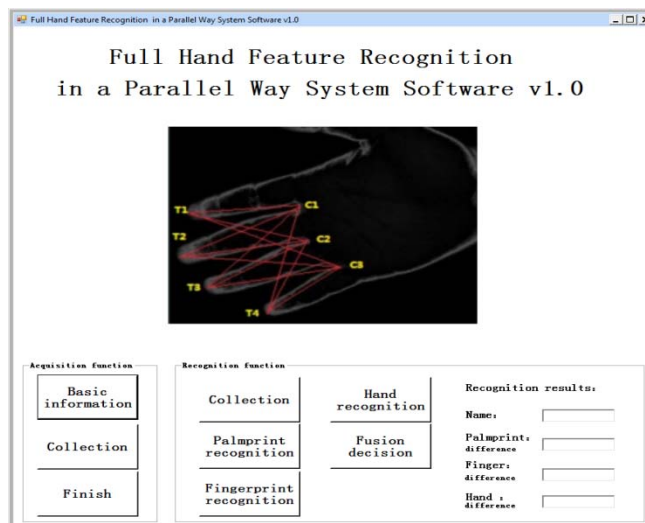 Full Hand Feature Recognition in a Parallel Way System Software v1.0
Full Hand Feature Recognition
in a Parallel Way System Software v1.0
T1
C1
T2
C2
C3
T3
T4
Acquisition function
Basic
information
Collection
Finish
Recognition function
Collection
Palmprint
recognition
Fingerprint
recognition
Hand
recognition
Fusion
decision
Recognition results:
Name:
Palmprint:
difference
Finger:
difference
Hand :
difference